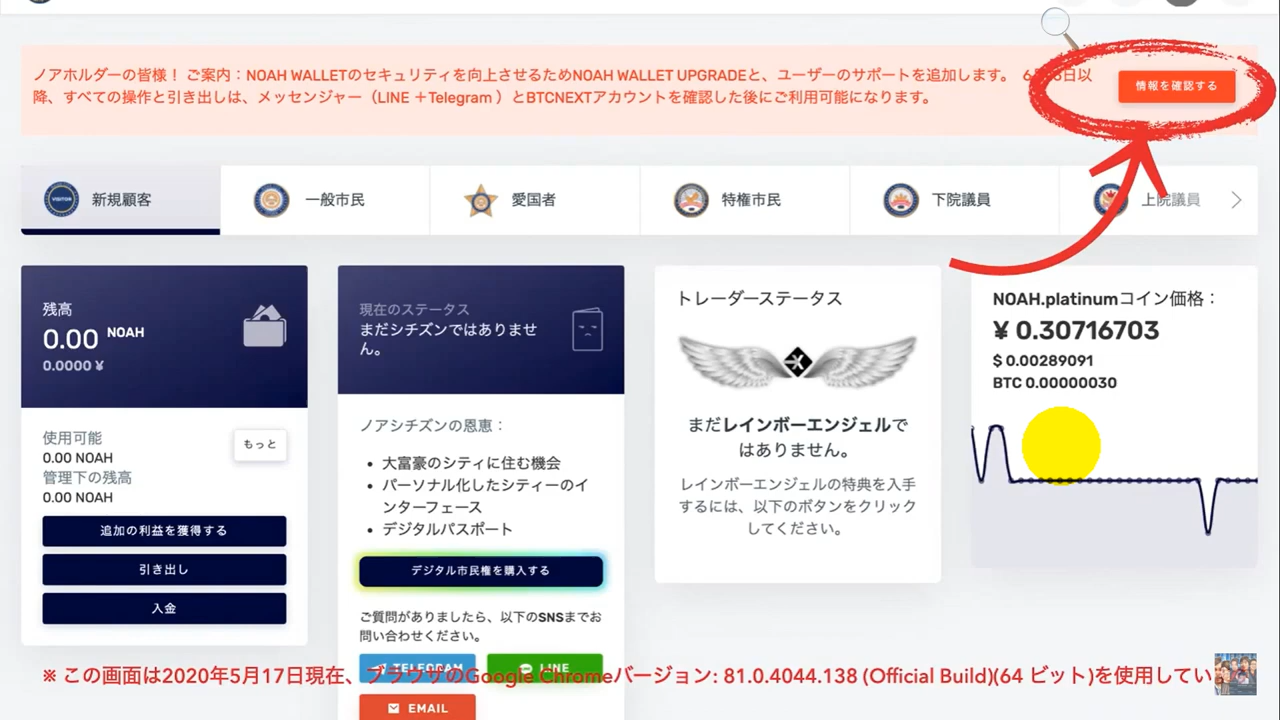 ノアホルダーの皆様！ ご案内：NOAH WALLETのセキュリティを向上させるためNOAH WALLET UPGRADEと、ユーザーのサポートを追加します。 日以
降、すべての操作と引き出しは、メッセンジャー（LINE ＋Telegram ）とBTCNEXTアカウントを確認した後にご利用可能になります。
情報を確認する
VISITOR
新規顧客
一般市民
愛国者
特権市民
下院議員
上院議員
残高
0.00 NOAH
0.0000 ¥
使用可能
0.00 NOAH
管理下の残高
0.00 NOAH
もっと
追加の利益を獲得する
引き出し
入金
現在のステータス
まだシチズンではありませ
ん。
ノアシチズンの恩恵：
• 大富豪のシティに住む機会
• パーソナル化したシティーのイ
ンターフェース
• デジタルパスポート
デジタル市民権を購入する
ご質問がありましたら、以下のSNSまでお
問い合わせください。
TELEGRAM
LINE
EMAIL
トレーダーステータス
まだレインボーエンジェルで
はありません。
レインボーエンジェルの特典を入手
するには、以下のボタンをクリック
してください。
NOAH.platinumコイン価格：
¥ 0.30716703
$ 0.00289091
BTC 0.00000030
※ この画面は2020年5月17日現在、ブラウザのGoogle Chromeバージョン: 81.0.4044.138 (Official Build)(64 ビット)を使用してい